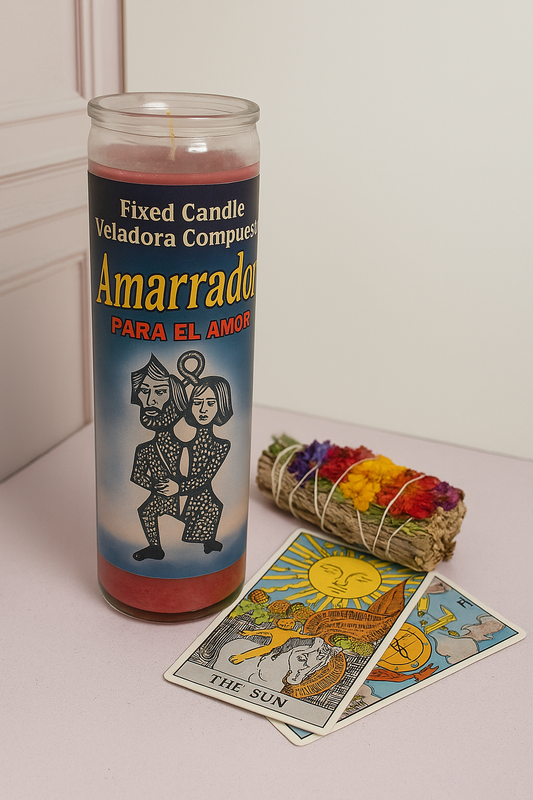 Fixed Candle
Veladora Compuest
Amarrador
PARA EL AMOR
THE SUN